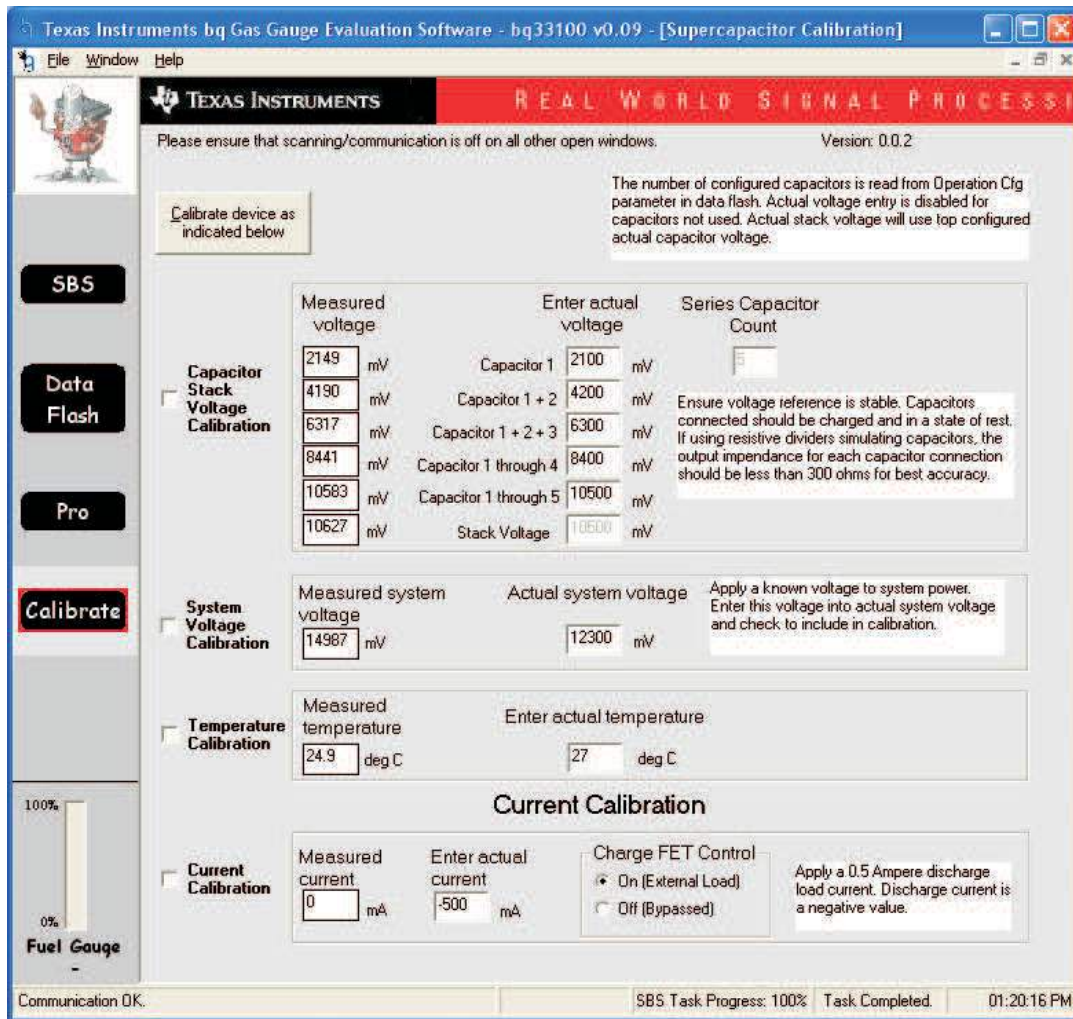 Texas Instruments bq Gas Gauge Evaluation Software - bq33100 v0.09 - [Supercapacitor Calibration]
File Window Help
TEXAS INSTRUMENTS
REAL WORLD SIGNAL PROCESSI
Please ensure that scanning/communication is off on all other open windows.
Version: 0.0.2
Calibrate device as
indicated below
The number of configured capacitors is read from Operation Cfg
parameter in data flash. Actual voltage entry is disabled for
capacitors not used. Actual stack voltage will use top configured
actual capacitor voltage.
SBS
Data
Flash
Pro
Calibrate
100%
0%
Fuel Gauge
-
Capacitor
Stack
Voltage
Calibration
Measured
voltage
Enter actual
voltage
Series Capacitor
Count
2149 mV Capacitor 1 2100 mV
5
4190 mV Capacitor 1 + 2 4200 mV
6317 mV Capacitor 1 + 2 + 3 6300 mV
8441 mV Capacitor 1 through 4 8400 mV
10583 mV Capacitor 1 through 5 10500 mV
10627 mV Stack Voltage 10500 mV
Ensure voltage reference is stable. Capacitors
connected should be charged and in a state of rest.
If using resistive dividers simulating capacitors, the
output impendance for each capacitor connection
should be less than 300 ohms for best accuracy.
System
Voltage
Calibration
Measured system
voltage
14987 mV
Actual system voltage
12300 mV
Apply a known voltage to system power.
Enter this voltage into actual system voltage
and check to include in calibration.
Temperature
Calibration
Measured
temperature
24.9 deg C
Enter actual temperature
27 deg C
Current Calibration
Current
Calibration
Measured
current
0 mA
Enter actual
current
-500 mA
Charge FET Control
On (External Load)
Off (Bypassed)
Apply a 0.5 Ampere discharge
load current. Discharge current is
a negative value.
Communication OK.
SBS Task Progress: 100%
Task Completed.
01:20:16 PM